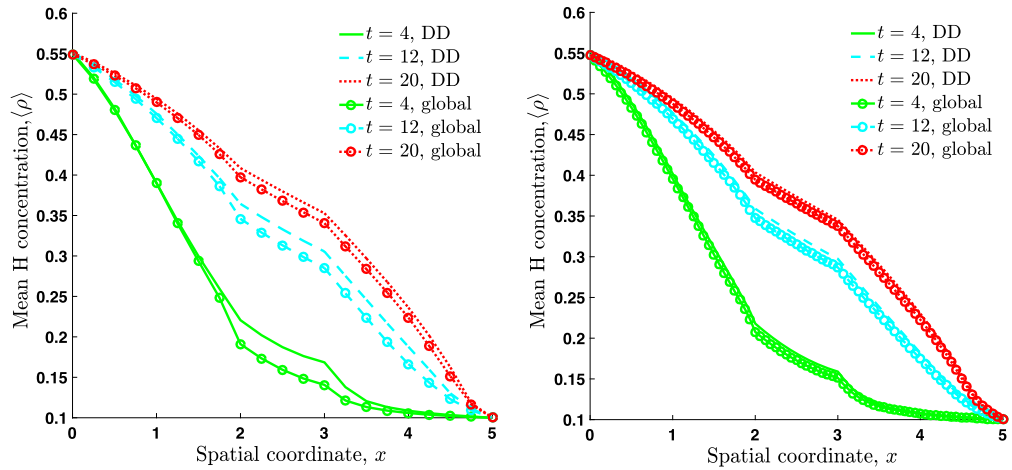 0.6
0.55
0.5
0.45
0.4
0.35
0.3
0.25
0.2
0.15
0.1
Mean H concentration, ⟨ρ⟩
0 1 2 3 4 5
Spatial coordinate, x
t = 4, DD
t = 12, DD
t = 20, DD
t = 4, global
t = 12, global
t = 20, global
0.6
0.55
0.5
0.45
0.4
0.35
0.3
0.25
0.2
0.15
0.1
Mean H concentration, ⟨ρ⟩
0 1 2 3 4 5
Spatial coordinate, x
t = 4, DD
t = 12, DD
t = 20, DD
t = 4, global
t = 12, global
t = 20, global